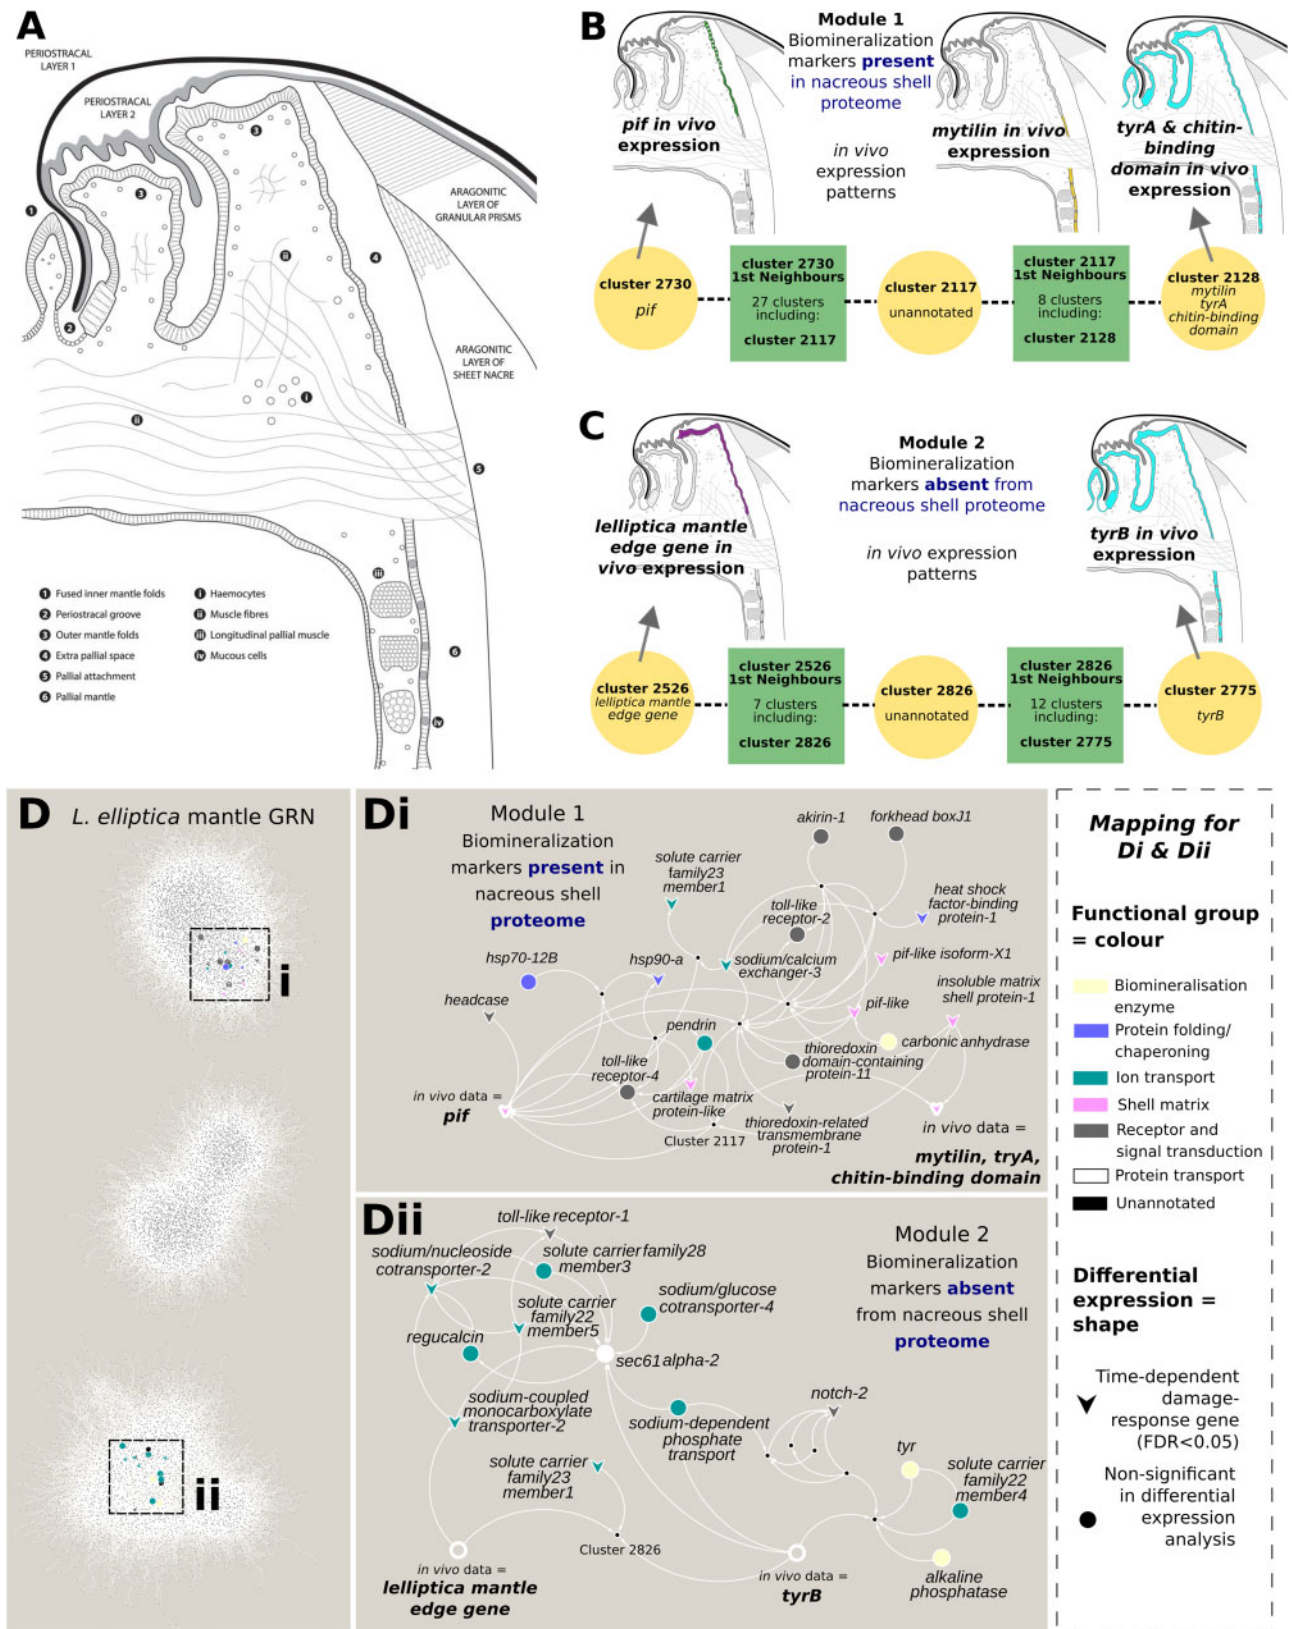 A
PERIOSTRACAL
LAYER 1
PERIOSTRACAL
LAYER 2
ARAGONITIC
LAYER OF
GRANULAR PRISMS
ARAGONITIC
LAYER OF
SHEET NACRE
1
2
3
3
4
5
6
i
ii
ii
iii
iv
1 Fused inner mantle folds
2 Periostracal groove
3 Outer mantle folds
4 Extra pallial space
5 Pallial attachment
6 Pallial mantle
i Haemocytes
ii Muscle fibres
iii Longitudinal pallial muscle
iv Mucous cells
B
Module 1
Biomineralization
markers present
in nacreous shell
proteome
in vivo
expression
patterns
pif in vivo
expression
mytilin in vivo
expression
tyrA & chitin-
binding
domain in vivo
expression
cluster 2730
pif
cluster 2730
1st Neighbours
27 clusters
including:
cluster 2117
cluster 2117
unannotated
cluster 2117
1st Neighbours
8 clusters
including:
cluster 2128
cluster 2128
mytilin
tyrA
chitin-binding
domain
C
Module 2
Biomineralization
markers absent from
nacreous shell proteome
in vivo expression
patterns
lelliptica mantle
edge gene in
vivo expression
tyrB in vivo
expression
cluster 2526
lelliptica mantle
edge gene
cluster 2526
1st Neighbours
7 clusters
including:
cluster 2826
cluster 2826
unannotated
cluster 2826
1st Neighbours
12 clusters
including:
cluster 2775
cluster 2775
tyrB
D
L. elliptica mantle GRN
i
ii
Di
Module 1
Biomineralization
markers present in
nacreous shell
proteome
akirin-1
forkhead boxJ1
solute carrier
family23
member1
toll-like
receptor-2
heat shock
factor-binding
protein-1
hsp70-12B
hsp90-a
sodium/calcium
exchanger-3
pif-like isoform-X1
headcase
insoluble matrix
shell protein-1
pif-like
pendrin
carbonic anhydrase
toll-like
receptor-4
thioredoxin
domain-containing
protein-11
in vivo data =
pif
cartilage matrix
protein-like
Cluster 2117
thioredoxin-related
transmembrane
protein-1
in vivo data =
mytilin, tryA,
chitin-binding domain
Dii
Module 2
Biomineralization
markers absent
from nacreous shell
proteome
toll-like receptor-1
sodium/nucleoside
cotransporter-2
solute carrier family28
member3
sodium/glucose
cotransporter-4
solute carrier
family22
member5
regucalcin
sec61 alpha-2
sodium-coupled
monocarboxylate
transporter-2
sodium-dependent
phosphate
transport
notch-2
solute carrier
family23
member1
tyr
solute carrier
family22
member4
Cluster 2826
in vivo data =
lelliptica mantle
edge gene
in vivo data =
tyrB
alkaline
phosphatase
Mapping for
Di & Dii
Functional group
= colour
Biomineralisation
enzyme
Protein folding/
chaperoning
Ion transport
Shell matrix
Receptor and
signal transduction
Protein transport
Unannotated
Differential
expression =
shape
Time-dependent
damage-
response gene
(FDR<0.05)
Non-significant
in differential
expression
analysis